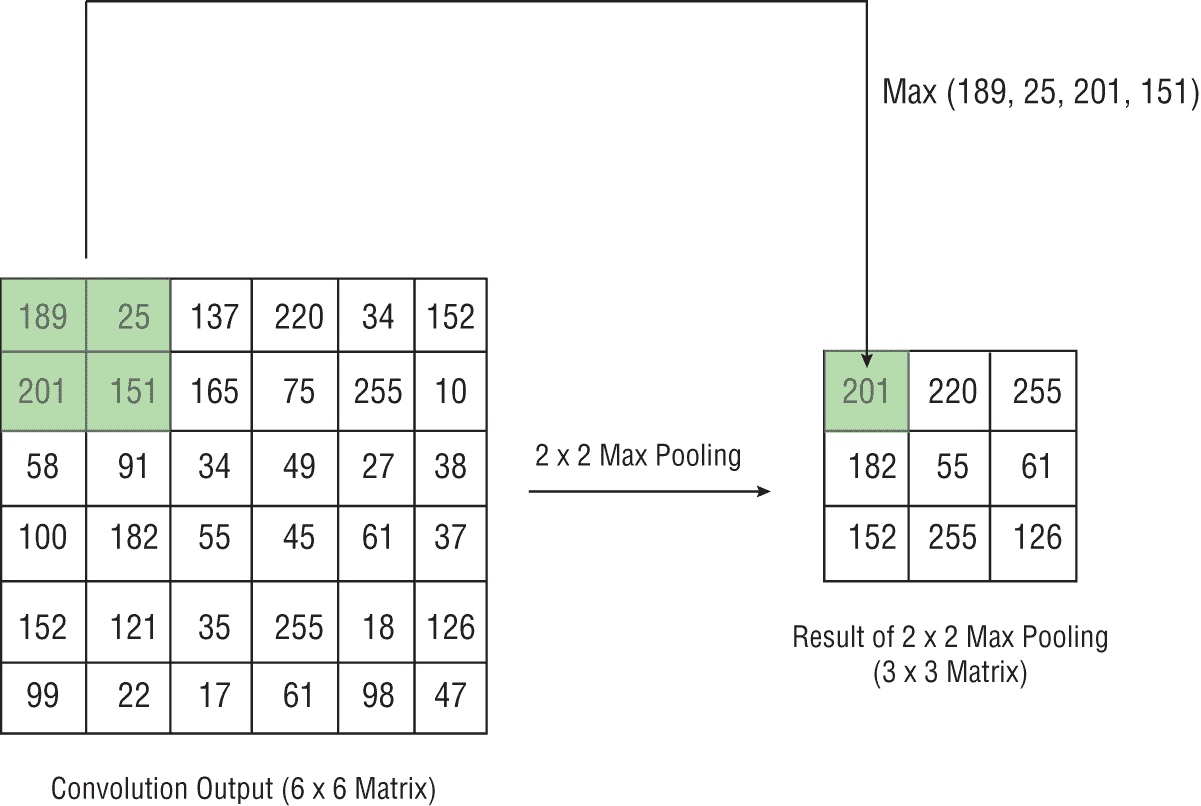 Max (189, 25, 201, 151)
189 25 137 220 34 152
201 151 165 75 255 10
58 91 34 49 27 38
100 182 55 45 61 37
152 121 35 255 18 126
99 22 17 61 98 47
Convolution Output (6 x 6 Matrix)
2 x 2 Max Pooling
201 220 255
182 55 61
152 255 126
Result of 2 x 2 Max Pooling
(3 x 3 Matrix)